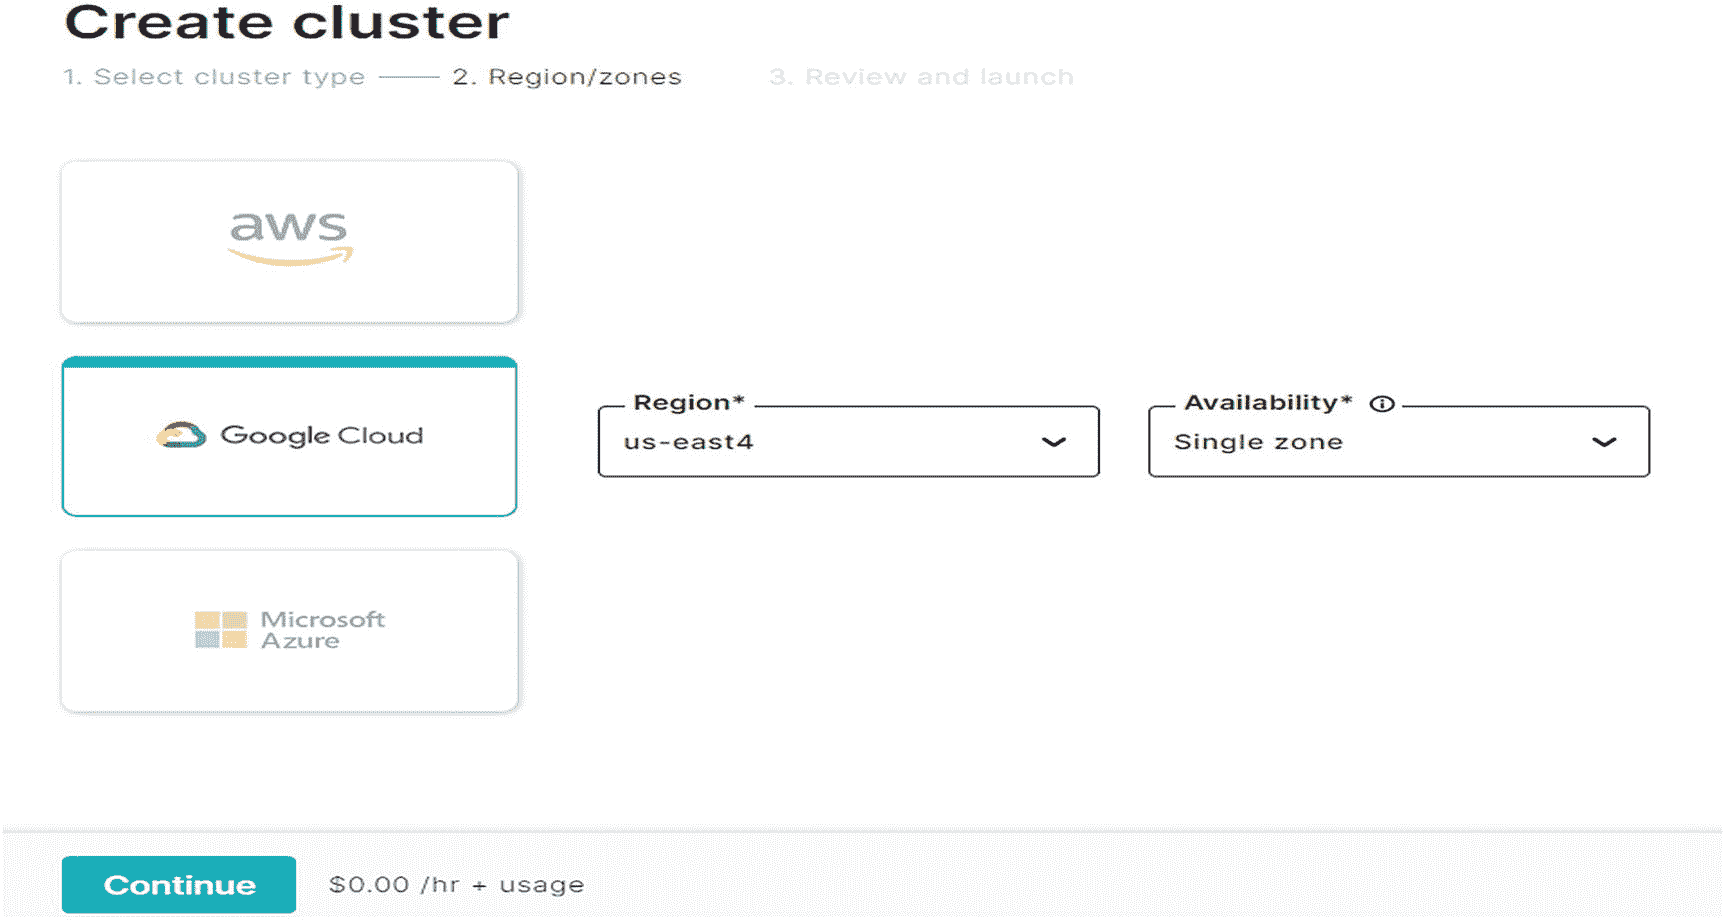 Create cluster
1. Select cluster type 2. Region/zones 3. Review and launch
aws
Google Cloud
Region*
us-east4
Availability*
Single zone
Microsoft
Azure
Continue $0.00 /hr + usage